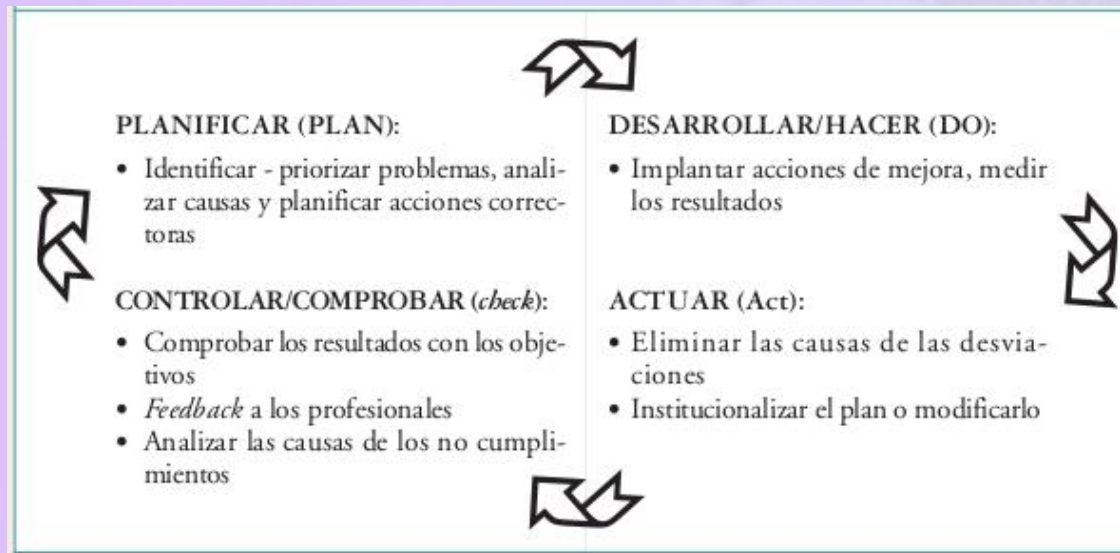 PLANIFICAR (PLAN):
• Identificar - priorizar problemas, anali-
zar causas y planificar acciones correc-
toras
DESARROLLAR/HACER (DO):
• Implantar acciones de mejora, medir
los resultados
CONTROLAR/COMPROBAR (check):
• Comprobar los resultados con los obje-
tivos
• Feedback a los profesionales
• Analizar las causas de los no cumpli-
mientos
ACTUAR (Act):
• Eliminar las causas de las desvia-
ciones
• Institucionalizar el plan o modificarlo